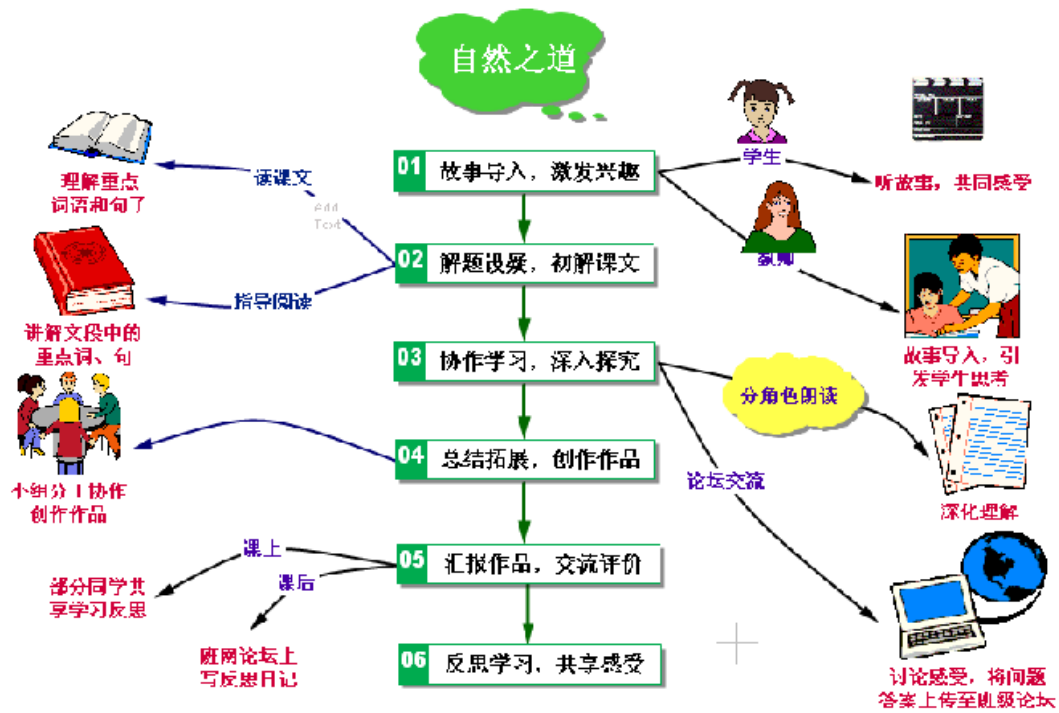 自然之道
学生
听故事，共同感受
01 故事导入，激发兴趣
读课文
理解重点
词语和句子
Add
Text
教师
02 解题设疑，初解课文
指导阅读
讲解文段中的
重点词、句
故事导入，引
发学生思考
03 协作学习，深入探究
分角色朗读
04 总结拓展，创作作品
论坛交流
小组分工协作
创作作品
深化理解
课上
05 汇报作品，交流评价
课后
部分同学共
享学习反思
班网论坛上
写反思日记
06 反思学习、共享感受
讨论感受，将问题
答案上传至班级论坛